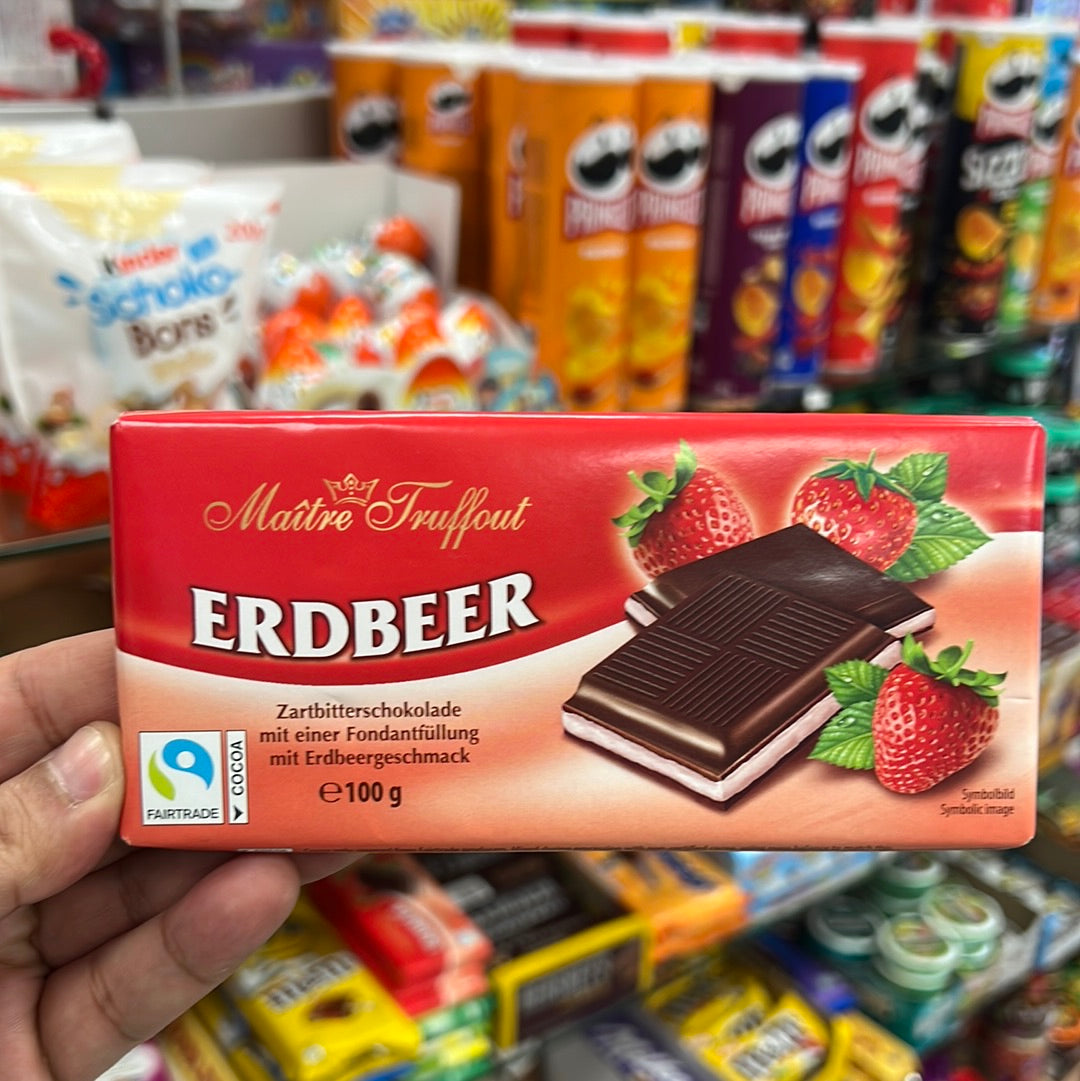 Kinder
Schoko-
Bons
PRINGLES
PRINGLES
PRINGLES
Maître Truffout
ERDBEER
Zartbitterschokolade
mit einer Fondantfüllung
mit Erdbeergeschmack
℮100 g
FAIRTRADE
COCOA
Symbolbild
Symbolic image